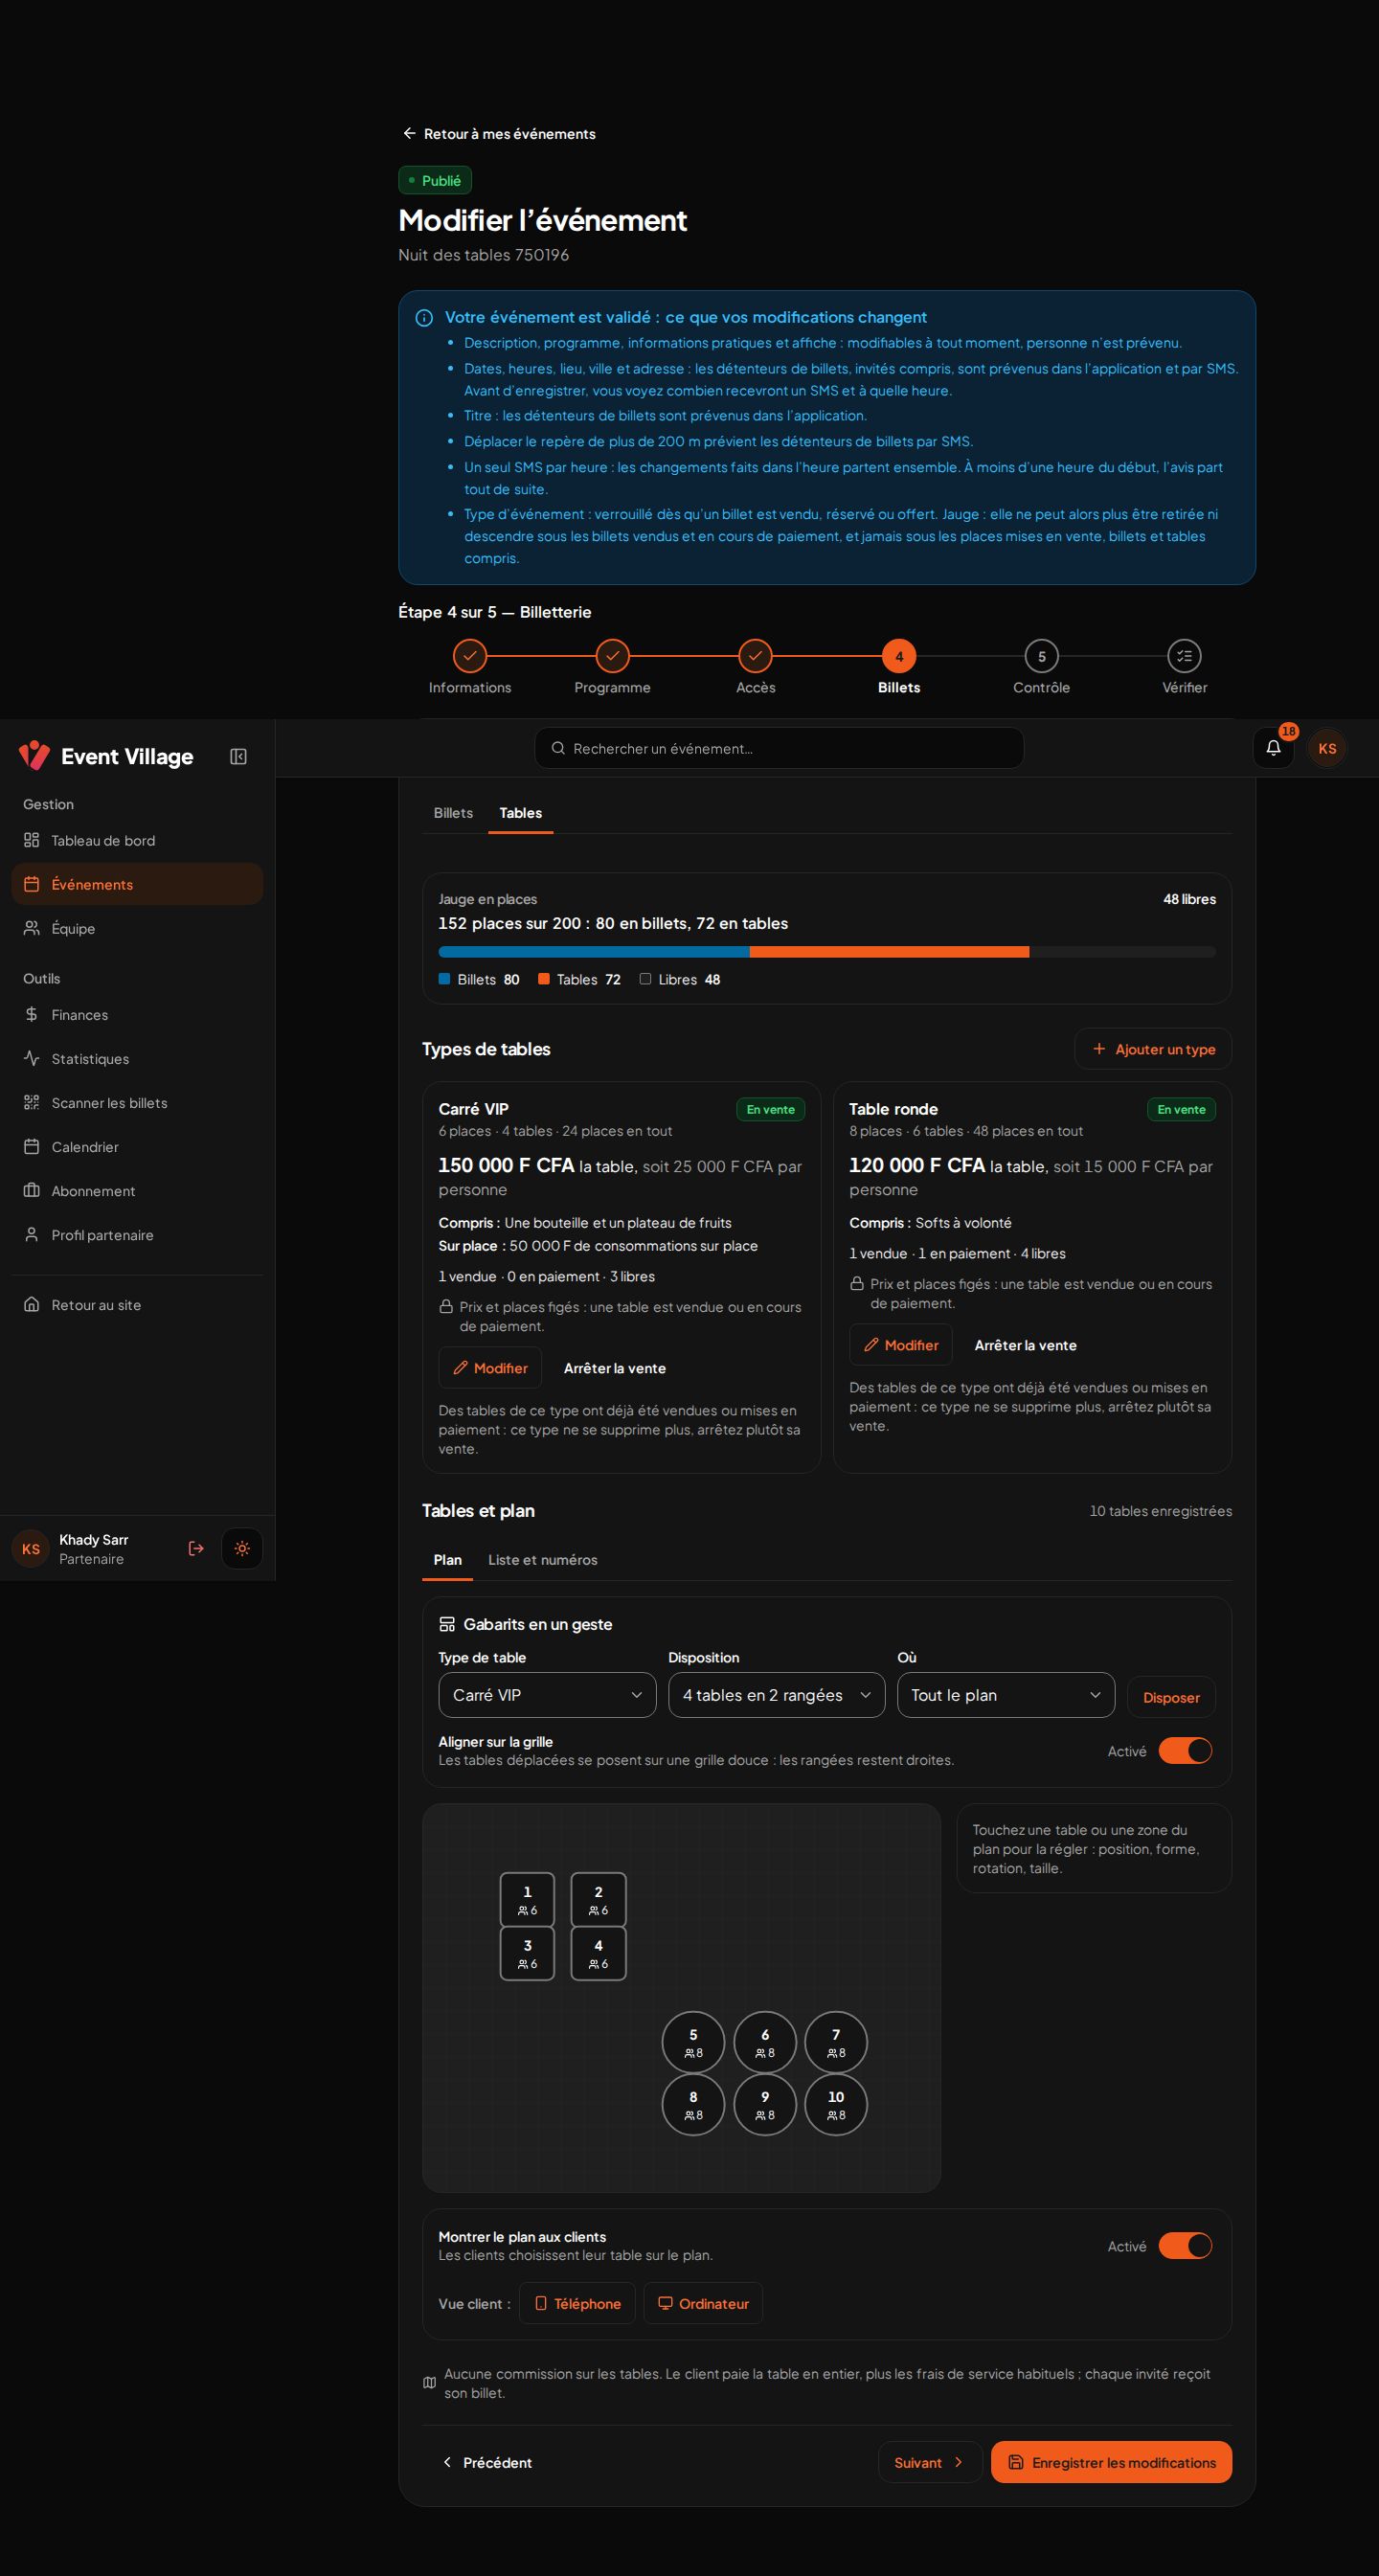 Retour à mes événements
Publié
Modifier l’événement
Nuit des tables 750196
Votre événement est validé : ce que vos modifications changent
• Description, programme, informations pratiques et affiche : modifiables à tout moment, personne n’est prévenu.
• Dates, heures, lieu, ville et adresse : les détenteurs de billets, invités compris, sont prévenus dans l’application et par SMS.
Avant d’enregistrer, vous voyez combien recevront un SMS et à quelle heure.
• Titre : les détenteurs de billets sont prévenus dans l’application.
• Déplacer le repère de plus de 200 m prévient les détenteurs de billets par SMS.
• Un seul SMS par heure : les changements faits dans l’heure partent ensemble. À moins d’une heure du début, l’avis part
tout de suite.
• Type d’événement : verrouillé dès qu’un billet est vendu, réservé ou offert. Jauge : elle ne peut alors plus être retirée ni
descendre sous les billets vendus et en cours de paiement, et jamais sous les places mises en vente, billets et tables
compris.
Étape 4 sur 5 — Billetterie
4
5
Informations
Programme
Accès
Billets
Contrôle
Vérifier
Event Village
Rechercher un événement...
18
KS
Gestion
Tableau de bord
Événements
Équipe
Outils
Finances
Statistiques
Scanner les billets
Calendrier
Abonnement
Profil partenaire
Retour au site
KS
Khady Sarr
Partenaire
Billets
Tables
Jauge en places
48 libres
152 places sur 200 : 80 en billets, 72 en tables
Billets 80
Tables 72
Libres 48
Types de tables
Ajouter un type
Carré VIP
En vente
6 places · 4 tables · 24 places en tout
150 000 F CFA la table, soit 25 000 F CFA par
personne
Compris : Une bouteille et un plateau de fruits
Sur place : 50 000 F de consommations sur place
1 vendue · 0 en paiement · 3 libres
Prix et places figés : une table est vendue ou en cours
de paiement.
Modifier
Arrêter la vente
Des tables de ce type ont déjà été vendues ou mises en
paiement : ce type ne se supprime plus, arrêtez plutôt sa
vente.
Table ronde
En vente
8 places · 6 tables · 48 places en tout
120 000 F CFA la table, soit 15 000 F CFA par
personne
Compris : Softs à volonté
1 vendue · 1 en paiement · 4 libres
Prix et places figés : une table est vendue ou en cours
de paiement.
Modifier
Arrêter la vente
Des tables de ce type ont déjà été vendues ou mises en
paiement : ce type ne se supprime plus, arrêtez plutôt sa
vente.
Tables et plan
10 tables enregistrées
Plan
Liste et numéros
Gabarits en un geste
Type de table
Disposition
Où
Carré VIP
4 tables en 2 rangées
Tout le plan
Disposer
Aligner sur la grille
Les tables déplacées se posent sur une grille douce : les rangées restent droites.
Activé
1
6
2
6
3
6
4
6
5
8
6
8
7
8
8
8
9
8
10
8
Touchez une table ou une zone du
plan pour la régler : position, forme,
rotation, taille.
Montrer le plan aux clients
Les clients choisissent leur table sur le plan.
Activé
Vue client :
Téléphone
Ordinateur
Aucune commission sur les tables. Le client paie la table en entier, plus les frais de service habituels ; chaque invité reçoit
son billet.
Précédent
Suivant
Enregistrer les modifications